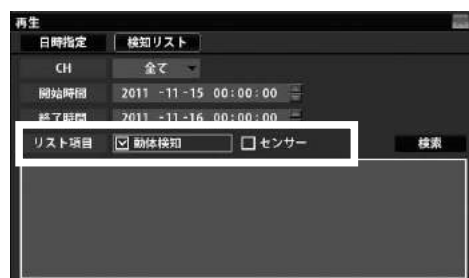 再生
日時指定 検知リスト
CH 全て
開始時間 2011 -11-15 00:00:00
終了時間 2011 -11-16 00:00:00
リスト項目 動体検知 センサー 検索